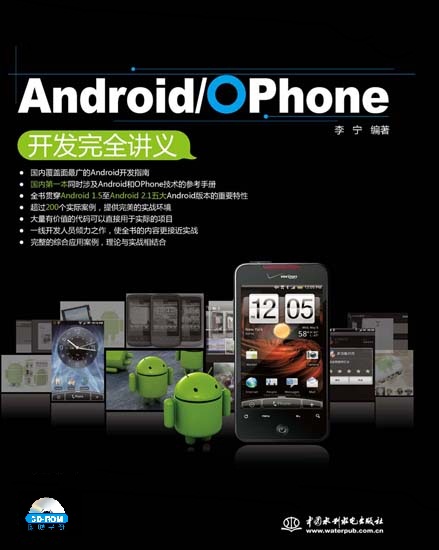 Android/OPhone
李 宁 编著
开发完全讲义
国内覆盖面最广的Android开发指南
国内第一本同时涉及Android和OPhone技术的参考手册
全书贯穿Android 1.5至Android 2.1五大Android版本的重要特性
超过200个实际案例，提供完美的实战环境
大量有价值的代码可以直接用于实际的项目
一线开发人员倾力之作，使全书的内容更接近实战
完整的综合应用案例，理论与实战相结合
verizon
12 05
58°
CD-ROM
中国水利水电出版社
www.waterpub.com.cn